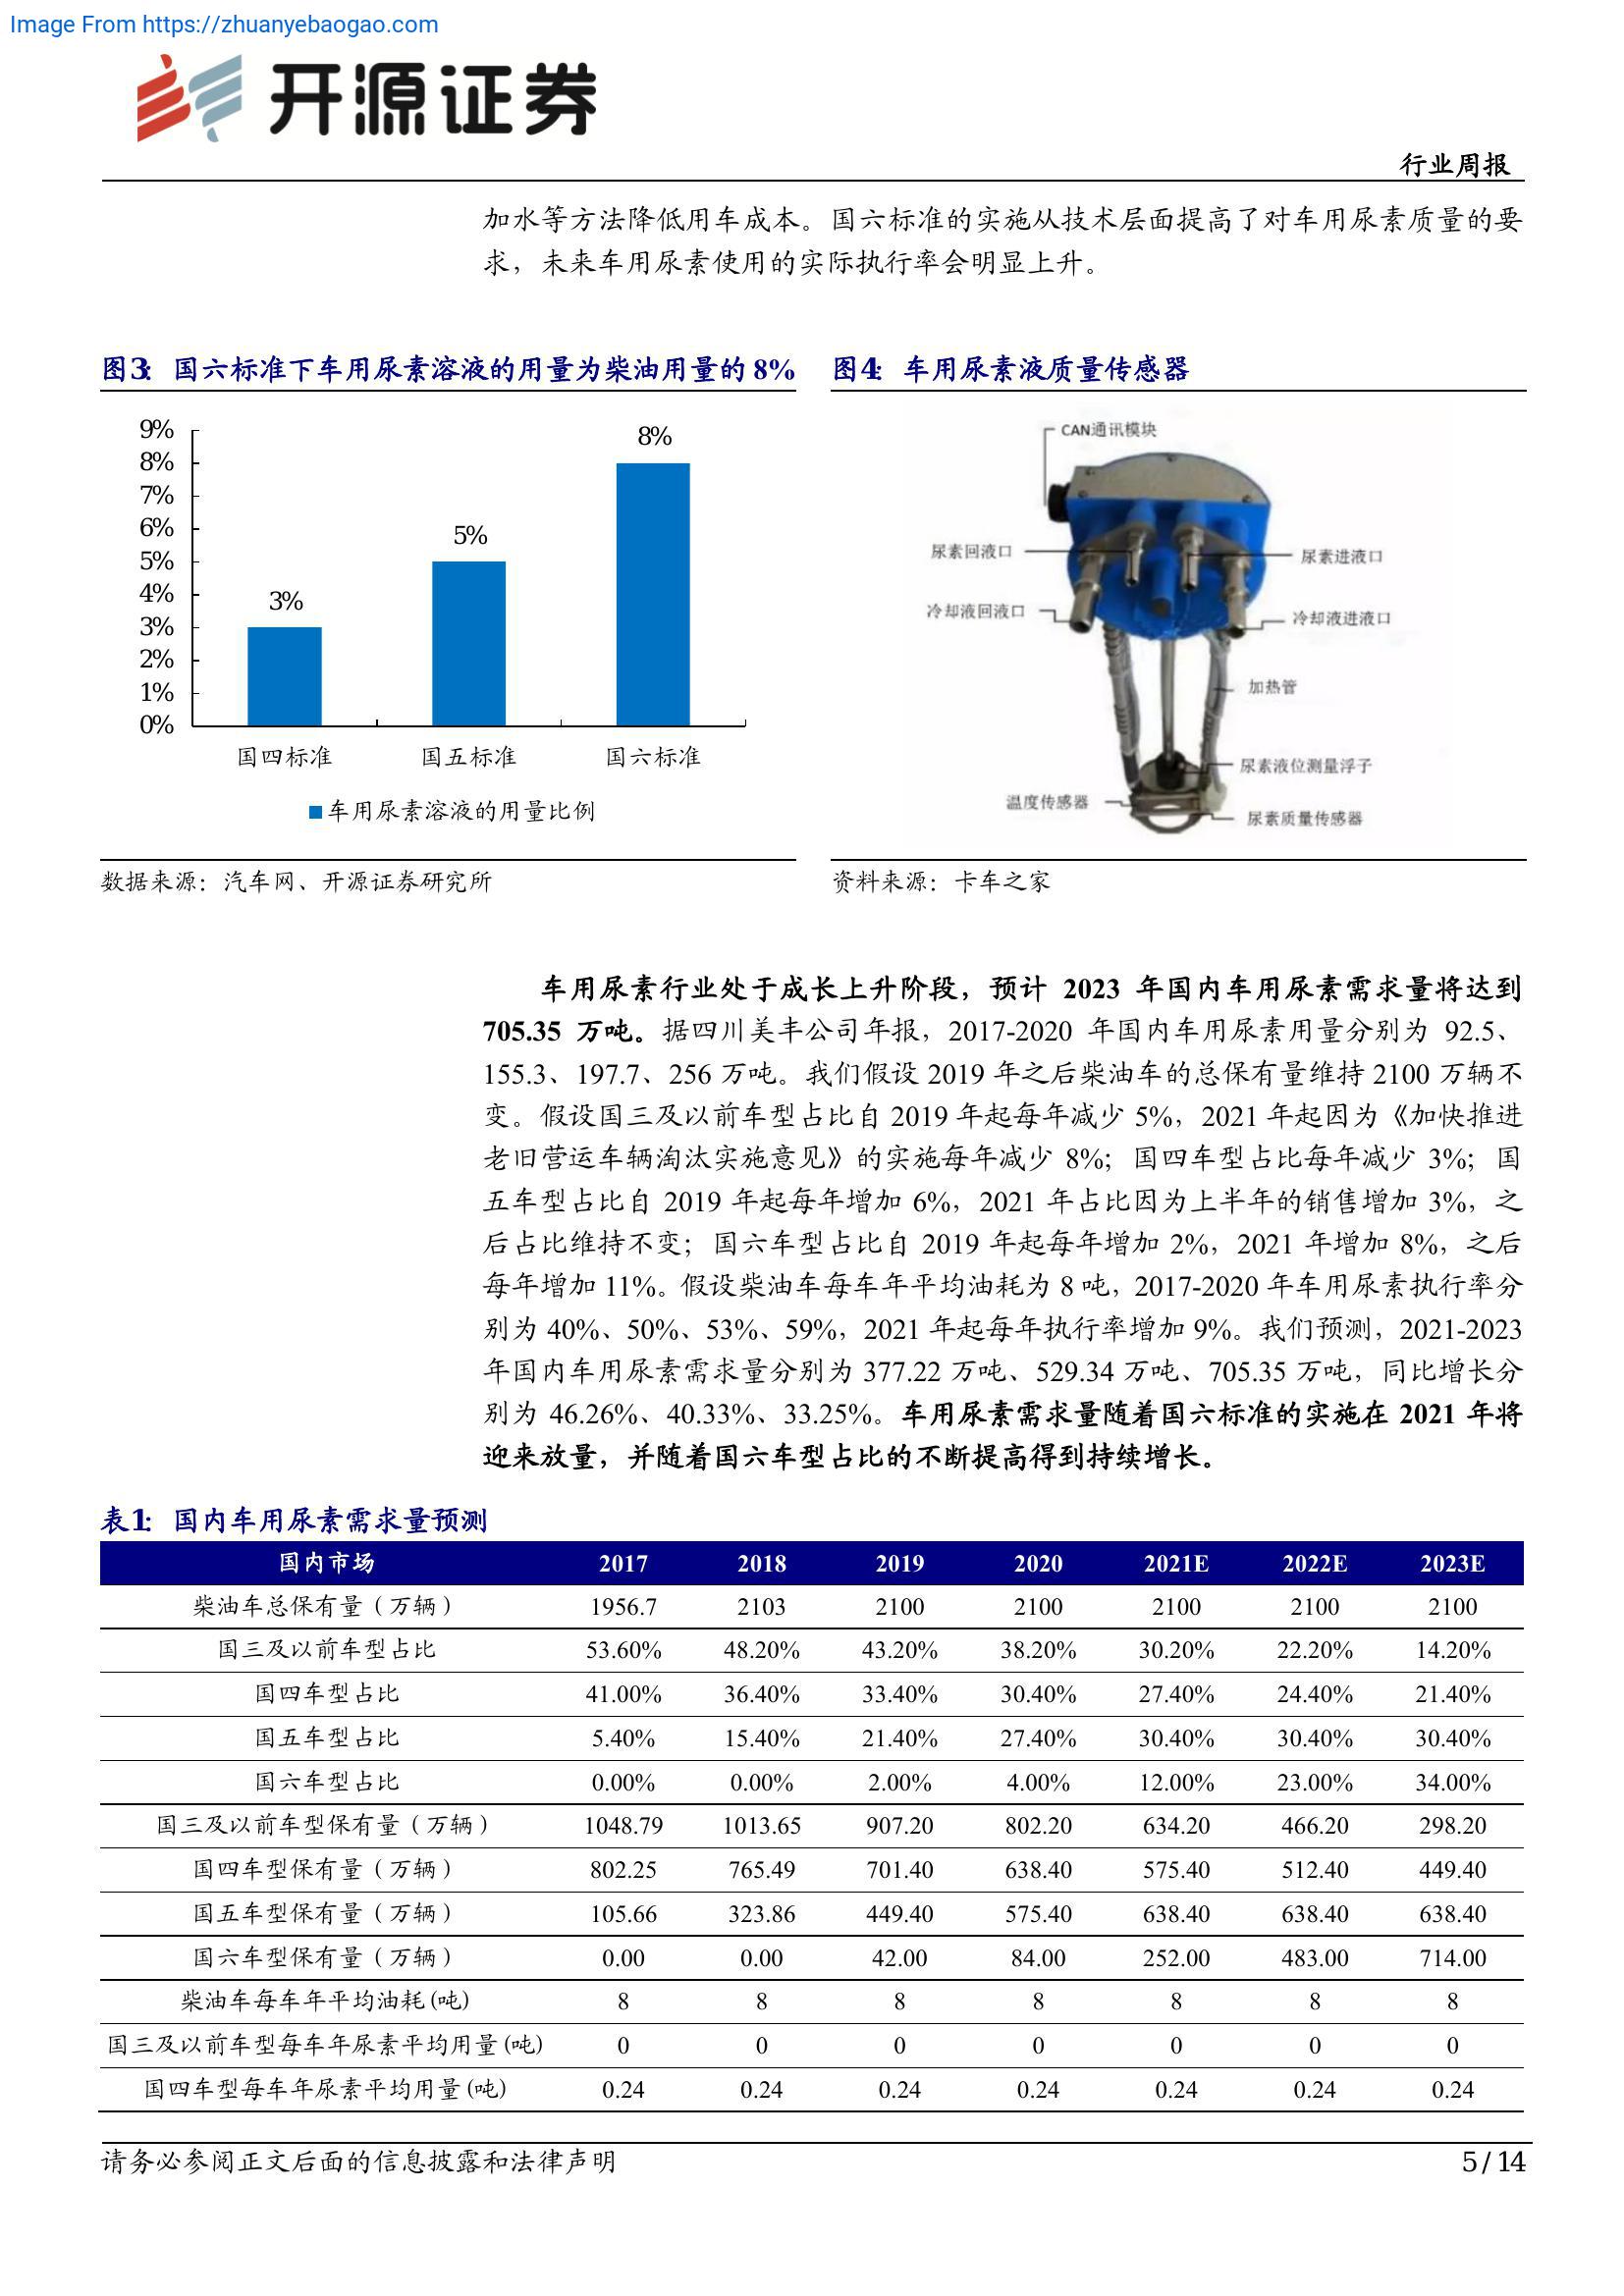 Image From https://zhuanyebaogao.com
开源证券
行业周报
加水等方法降低用车成本。国六标准的实施从技术层面提高了对车用尿素质量的要
求，未来车用尿素使用的实际执行率会明显上升。
图3：国六标准下车用尿素溶液的用量为柴油用量的 8%
9%
8%
7%
6%
5%
4%
3%
2%
1%
0%
3%
5%
8%
国四标准 国五标准 国六标准
车用尿素溶液的用量比例
数据来源：汽车网、开源证券研究所
图4：车用尿素液质量传感器
CAN通讯模块
尿素回液口
尿素进液口
冷却液回液口
冷却液进液口
加热管
尿素液位测量浮子
温度传感器
尿素质量传感器
资料来源：卡车之家
车用尿素行业处于成长上升阶段，预计 2023 年国内车用尿素需求量将达到
705.35 万吨。据四川美丰公司年报，2017-2020 年国内车用尿素用量分别为 92.5、
155.3、197.7、256 万吨。我们假设 2019 年之后柴油车的总保有量维持 2100 万辆不
变。假设国三及以前车型占比自 2019 年起每年减少 5%，2021 年起因为《加快推进
老旧营运车辆淘汰实施意见》的实施每年减少 8%；国四车型占比每年减少 3%；国
五车型占比自 2019 年起每年增加 6%，2021 年占比因为上半年的销售增加 3%，之
后占比维持不变；国六车型占比自 2019 年起每年增加 2%，2021 年增加 8%，之后
每年增加 11%。假设柴油车每车年平均油耗为 8 吨，2017-2020 年车用尿素执行率分
别为 40%、50%、53%、59%，2021 年起每年执行率增加 9%。我们预测，2021-2023
年国内车用尿素需求量分别为 377.22 万吨、529.34 万吨、705.35 万吨，同比增长分
别为 46.26%、40.33%、33.25%。车用尿素需求量随着国六标准的实施在 2021 年将
迎来放量，并随着国六车型占比的不断提高得到持续增长。
表1：国内车用尿素需求量预测
国内市场 2017 2018 2019 2020 2021E 2022E 2023E
柴油车总保有量（万辆） 1956.7 2103 2100 2100 2100 2100 2100
国三及以前车型占比 53.60% 48.20% 43.20% 38.20% 30.20% 22.20% 14.20%
国四车型占比 41.00% 36.40% 33.40% 30.40% 27.40% 24.40% 21.40%
国五车型占比 5.40% 15.40% 21.40% 27.40% 30.40% 30.40% 30.40%
国六车型占比 0.00% 0.00% 2.00% 4.00% 12.00% 23.00% 34.00%
国三及以前车型保有量（万辆） 1048.79 1013.65 907.20 802.20 634.20 466.20 298.20
国四车型保有量（万辆） 802.25 765.49 701.40 638.40 575.40 512.40 449.40
国五车型保有量（万辆） 105.66 323.86 449.40 575.40 638.40 638.40 638.40
国六车型保有量（万辆） 0.00 0.00 42.00 84.00 252.00 483.00 714.00
柴油车每车年平均油耗(吨) 8 8 8 8 8 8 8
国三及以前车型每车年尿素平均用量(吨) 0 0 0 0 0 0 0
国四车型每车年尿素平均用量(吨) 0.24 0.24 0.24 0.24 0.24 0.24 0.24
请务必参阅正文后面的信息披露和法律声明
5 / 14